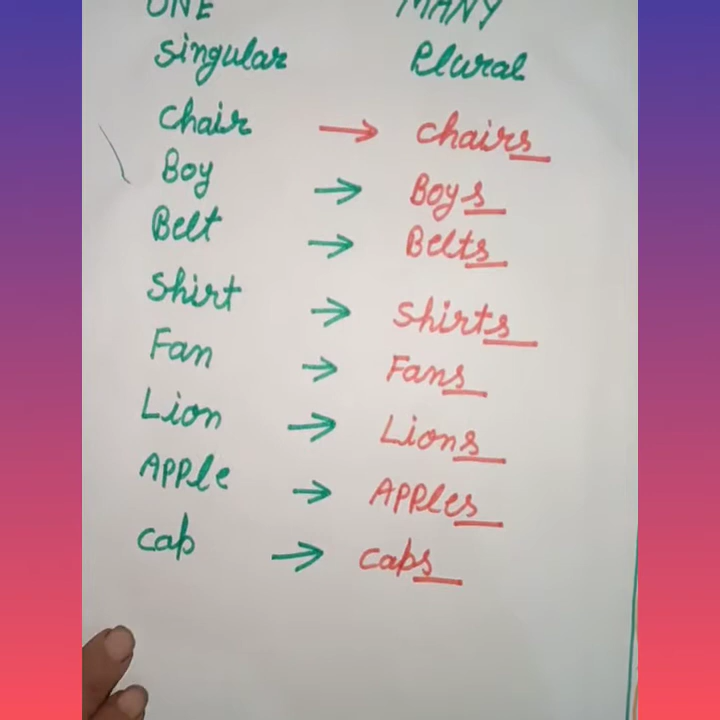 ONE MANY
Singular Plural
Chair → Chairs
Boy → Boys
Belt → Belts
Shirt → Shirts
Fan → Fans
Lion → Lions
Apple → Apples
Cap → Caps